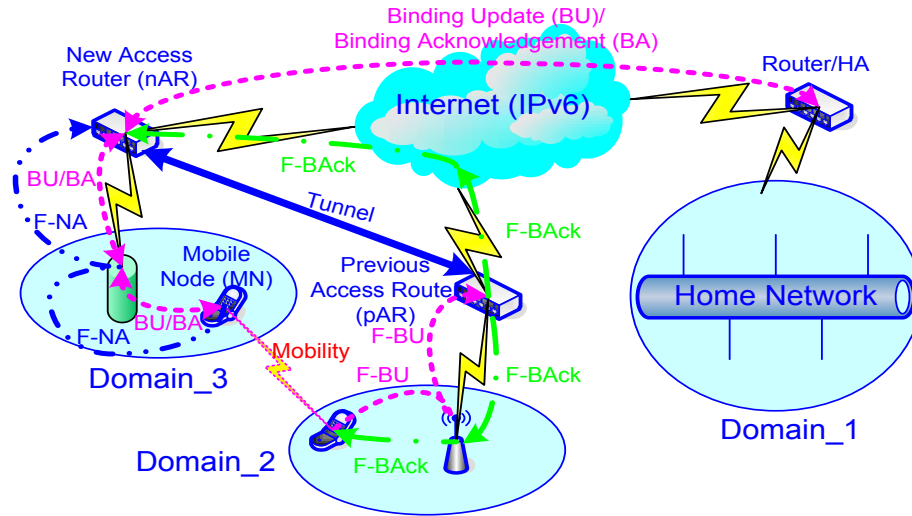 Binding Update (BU)/
Binding Acknowledgement (BA)
New Access
Router (nAR)
Router/HA
Internet (IPv6)
F-BAck
BU/BA
F-NA
Tunnel
F-BAck
Mobile
Node (MN)
Previous
Access Router
(pAR)
Home Network
F-NA
BU/BA
Mobility
F-BU
F-BU
F-BAck
Domain_3
Domain_1
Domain_2
F-BAck